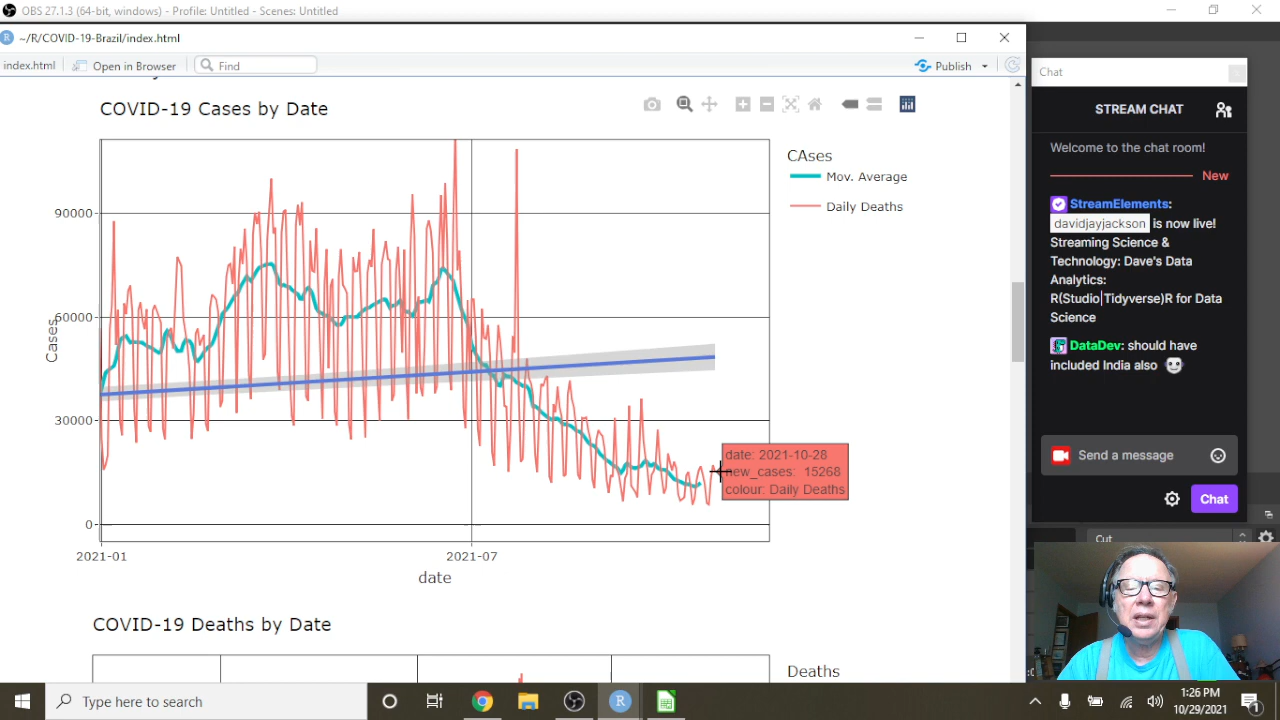 OBS 27.1.3 (64-bit, windows) - Profile: Untitled - Scenes: Untitled
~/R/COVID-19-Brazil/index.html
index.html
Open in Browser
Find
Publish
COVID-19 Cases by Date
CAses
Mov. Average
Daily Deaths
90000
60000
30000
0
Cases
date: 2021-10-28
new_cases: 15268
colour: Daily Deaths
2021-01
2021-07
date
COVID-19 Deaths by Date
Deaths
Chat
STREAM CHAT
Welcome to the chat room!
New
StreamElements:
davidjayjackson is now live!
Streaming Science &
Technology: Dave's Data
Analytics:
R(Studio|Tidyverse)R for Data
Science
DataDev: should have
included India also
Send a message
Chat
Cut
Type here to search
1:26 PM
10/29/2021
1